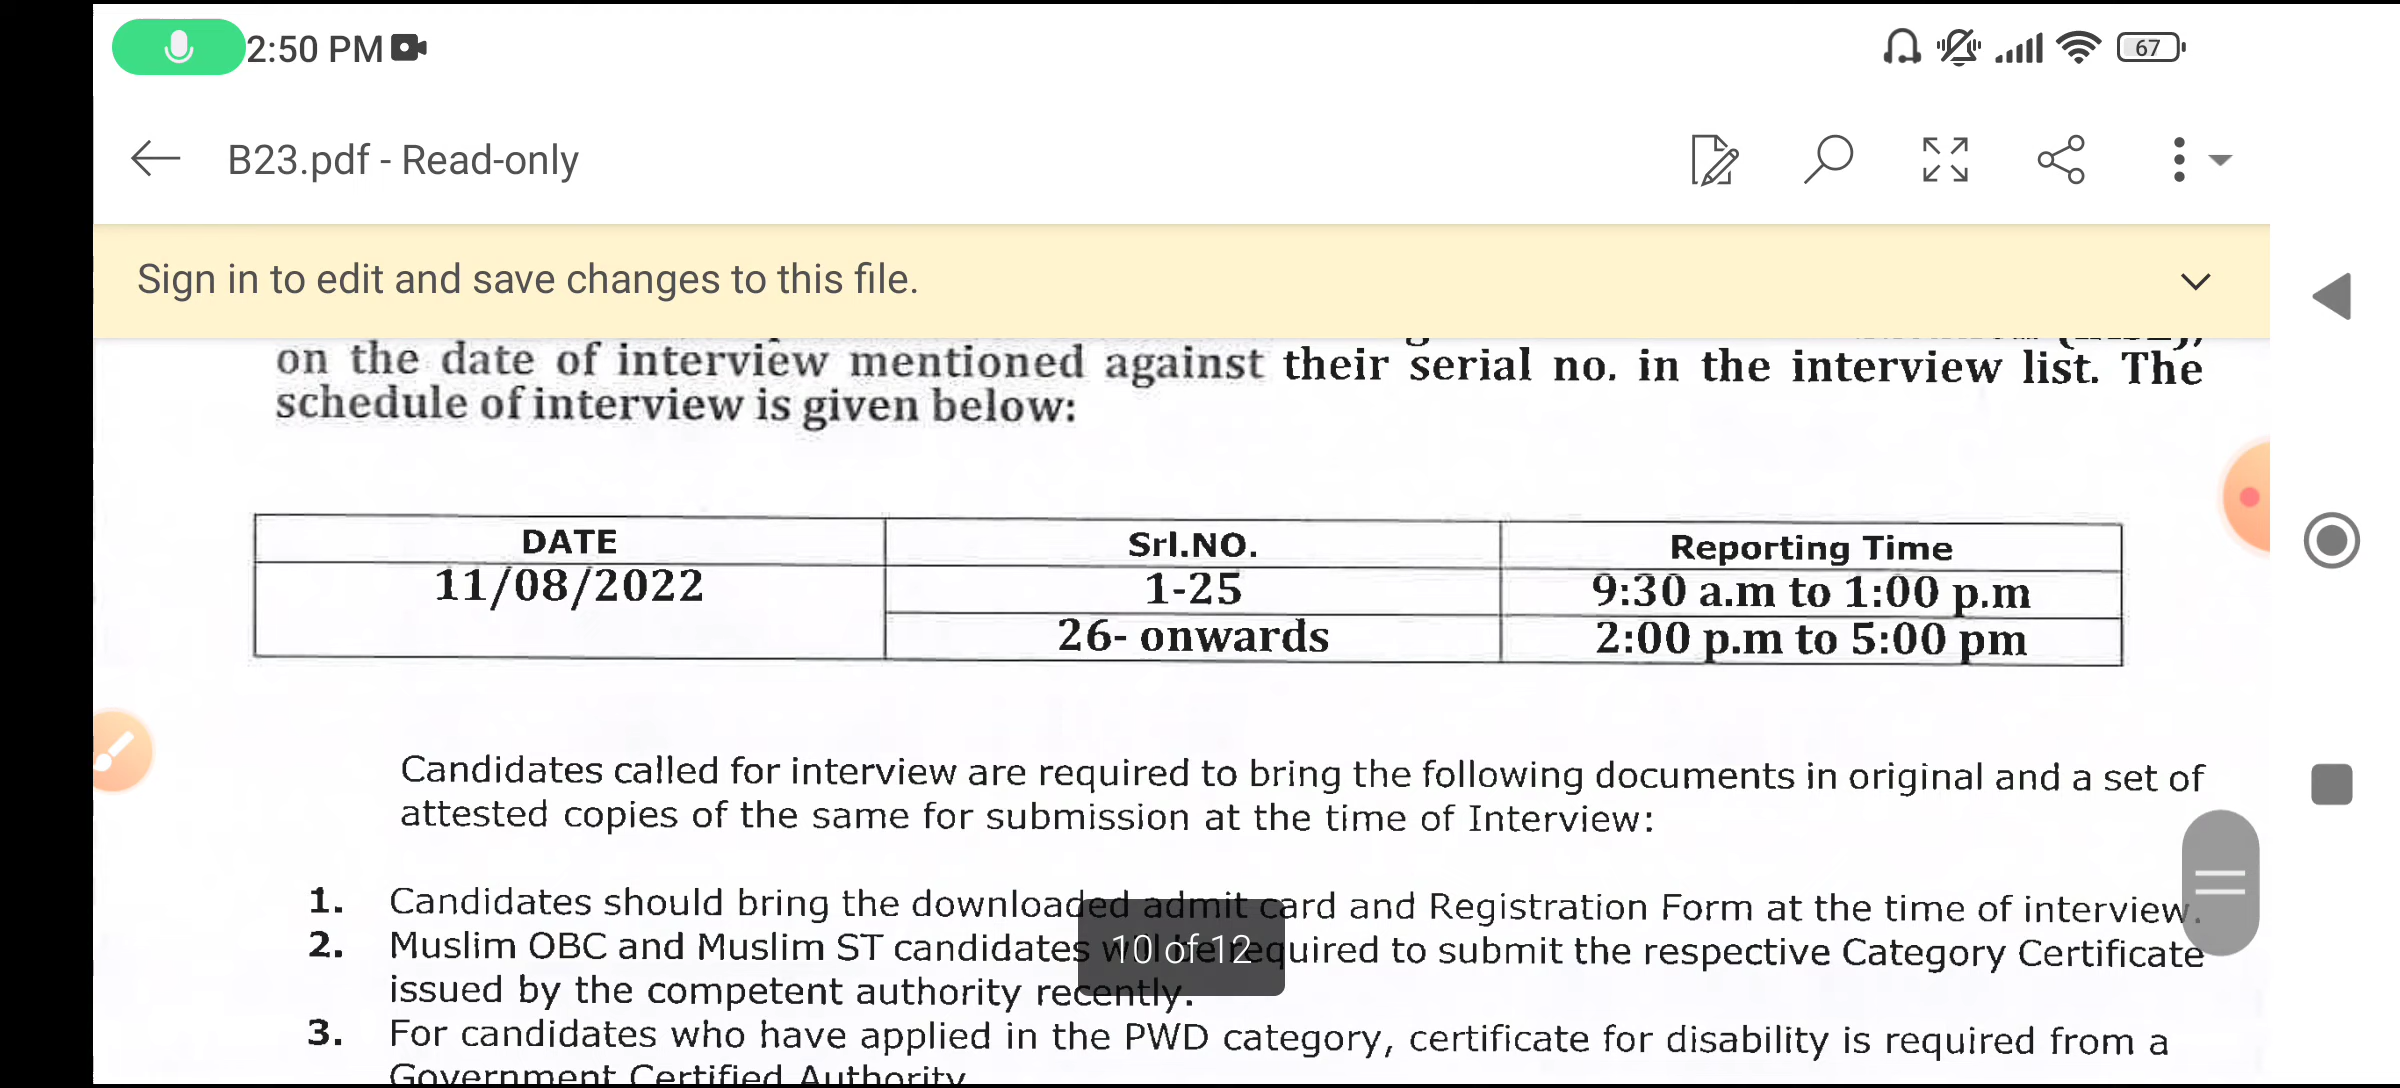 2:50 PM
67
B23.pdf - Read-only
Sign in to edit and save changes to this file.
on the date of interview mentioned against their serial no. in the interview list. The
schedule of interview is given below:
DATE Srl.NO. Reporting Time
11/08/2022 1-25 9:30 a.m to 1:00 p.m
26- onwards 2:00 p.m to 5:00 pm
Candidates called for interview are required to bring the following documents in original and a set of
attested copies of the same for submission at the time of Interview:
1. Candidates should bring the downloaded admit card and Registration Form at the time of interview.
2. Muslim OBC and Muslim ST candidates will be required to submit the respective Category Certificate
10 of 12
issued by the competent authority recently.
3. For candidates who have applied in the PWD category, certificate for disability is required from a
Government Certified Authority